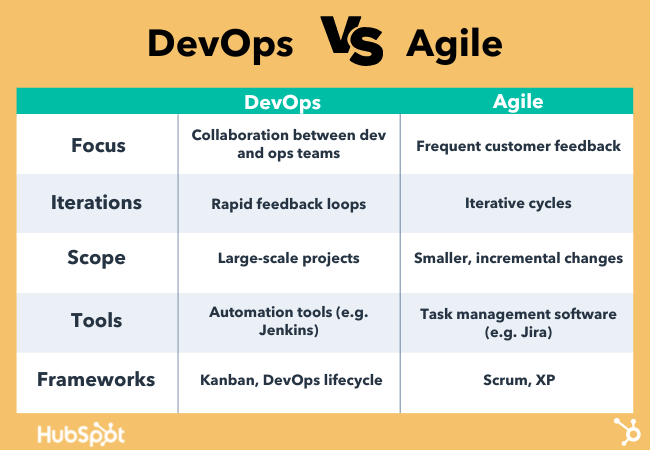 DevOps VS Agile
DevOps Agile
Focus
Collaboration between dev
and ops teams
Frequent customer feedback
Iterations
Rapid feedback loops
Iterative cycles
Scope
Large-scale projects
Smaller, incremental changes
Tools
Automation tools (e.g.
Jenkins)
Task management software
(e.g. Jira)
Frameworks
Kanban, DevOps lifecycle
Scrum, XP
HubSpot